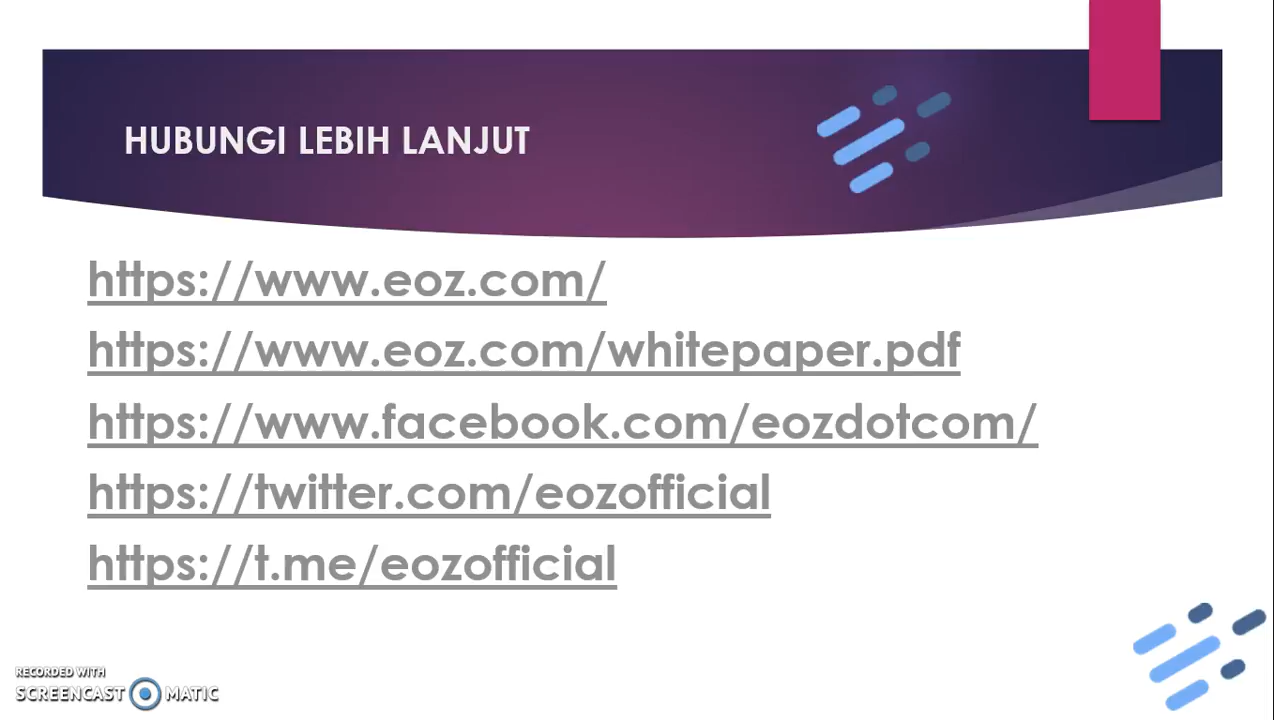 HUBUNGI LEBIH LANJUT
https://www.eoz.com/
https://www.eoz.com/whitepaper.pdf
https://www.facebook.com/eozdotcom/
https://twitter.com/eozofficial
https://t.me/eozofficial
RECORDED WITH
SCREENCAST MATIC